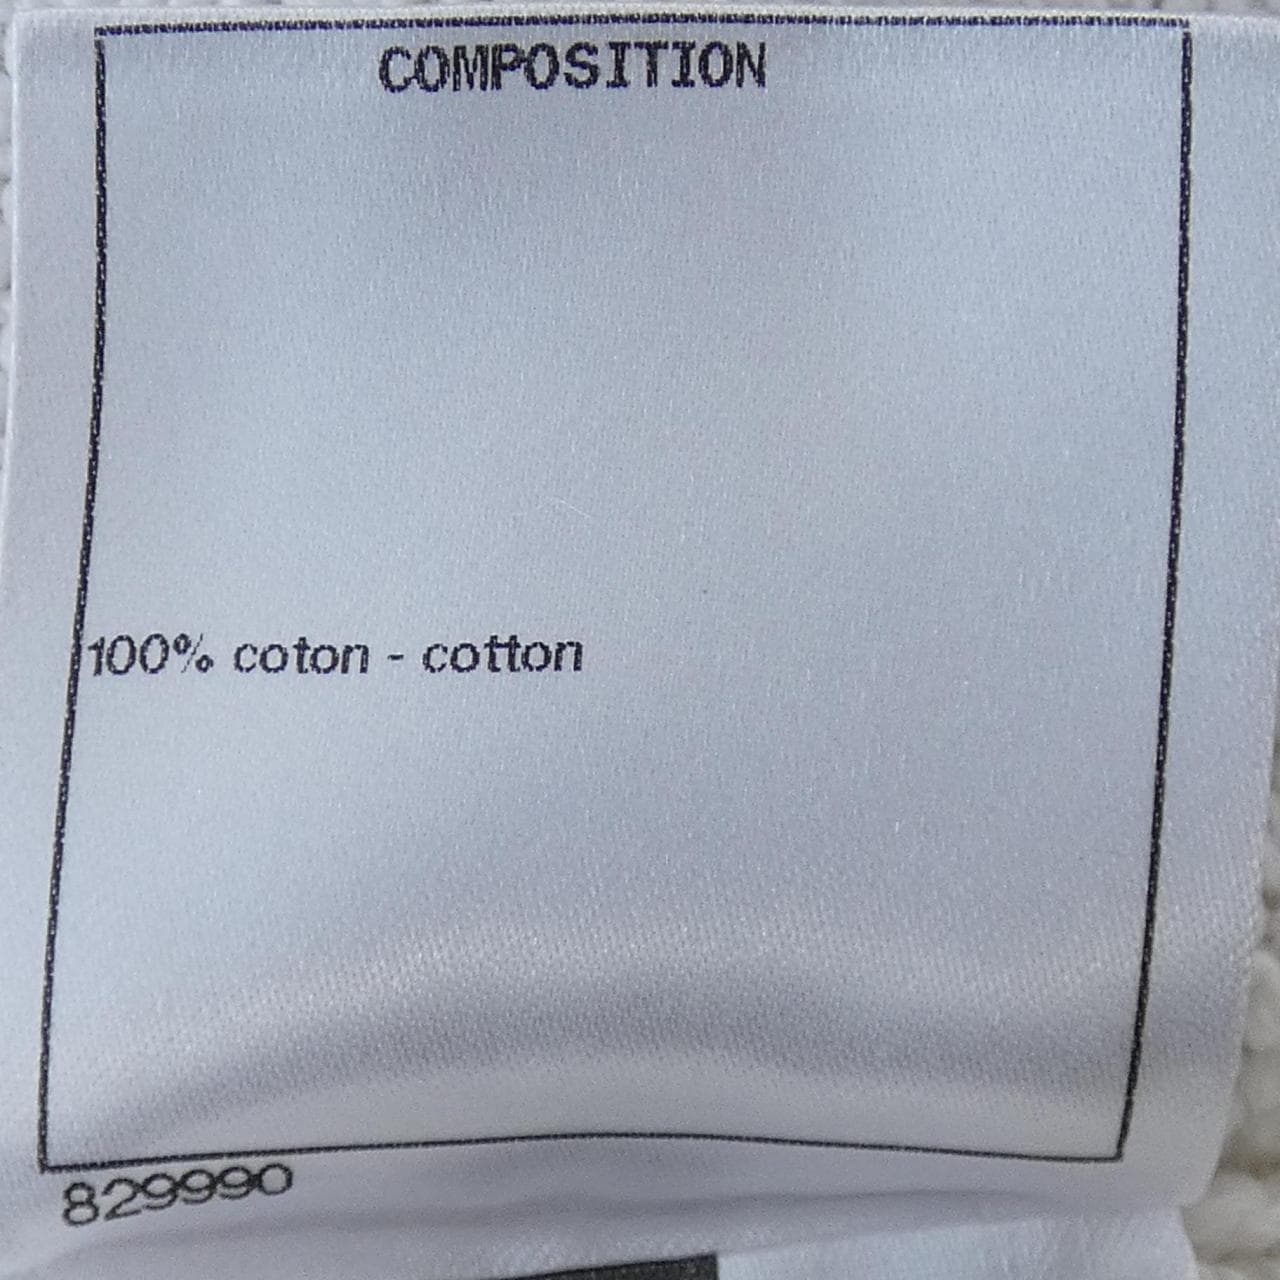 COMPOSITION
100% coton - cotton
829990